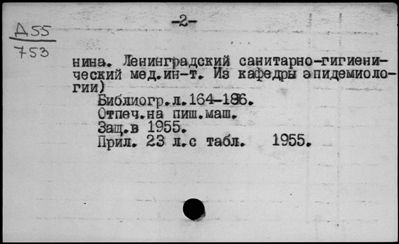 -2-
Д55
753
нина. Ленинградский санитарно-гигиени-
ческий мед.ин-т. Из кафедры эпидемиоло-
гии)
Библиогр.л.164-186.
Отпеч.на пиш.маш.
Защ.в 1955.
Прил. 23 л.с табл. 1955.